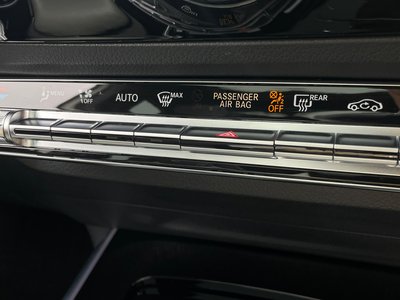 MENU
OFF
AUTO
MAX
PASSENGER
AIR BAG
OFF
REAR